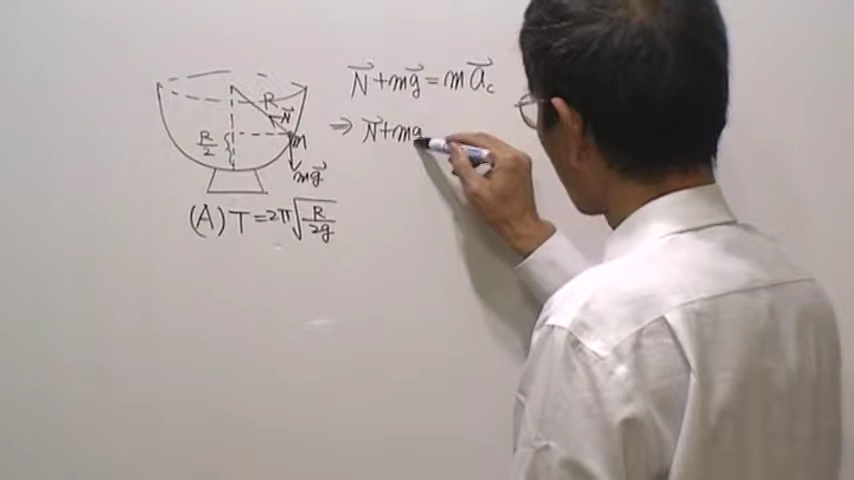 R
N⃗
R/2
m
mg⃗
(A) T=2π√(R/2g)
N⃗+mg⃗=ma⃗c
⇒ N⃗+mg